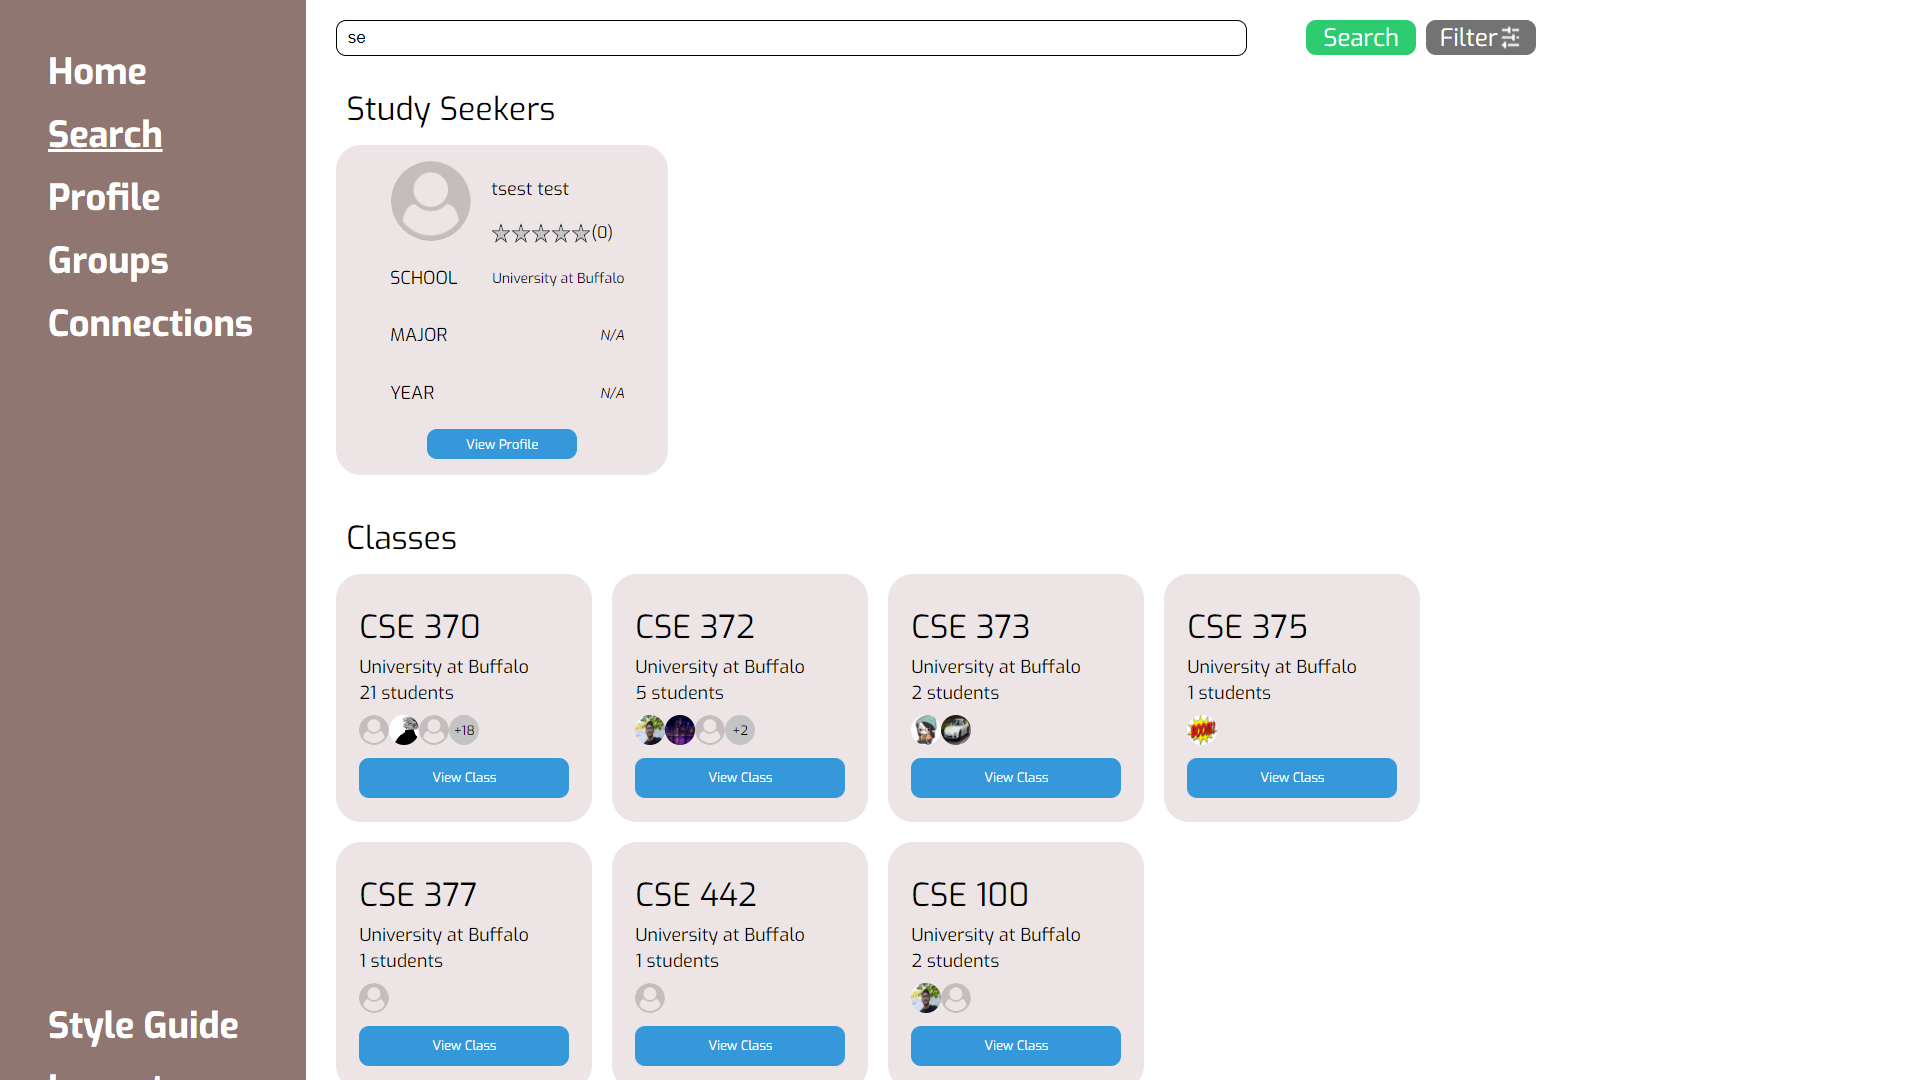 Home
Search
Profile
Groups
Connections
Style Guide
se
Search
Filter
Study Seekers
tsest test
(0)
SCHOOL University at Buffalo
MAJOR N/A
YEAR N/A
View Profile
Classes
CSE 370
University at Buffalo
21 students
+18
View Class
CSE 372
University at Buffalo
5 students
+2
View Class
CSE 373
University at Buffalo
2 students
View Class
CSE 375
University at Buffalo
1 students
BOOM!
View Class
CSE 377
University at Buffalo
1 students
View Class
CSE 442
University at Buffalo
1 students
View Class
CSE 100
University at Buffalo
2 students
View Class